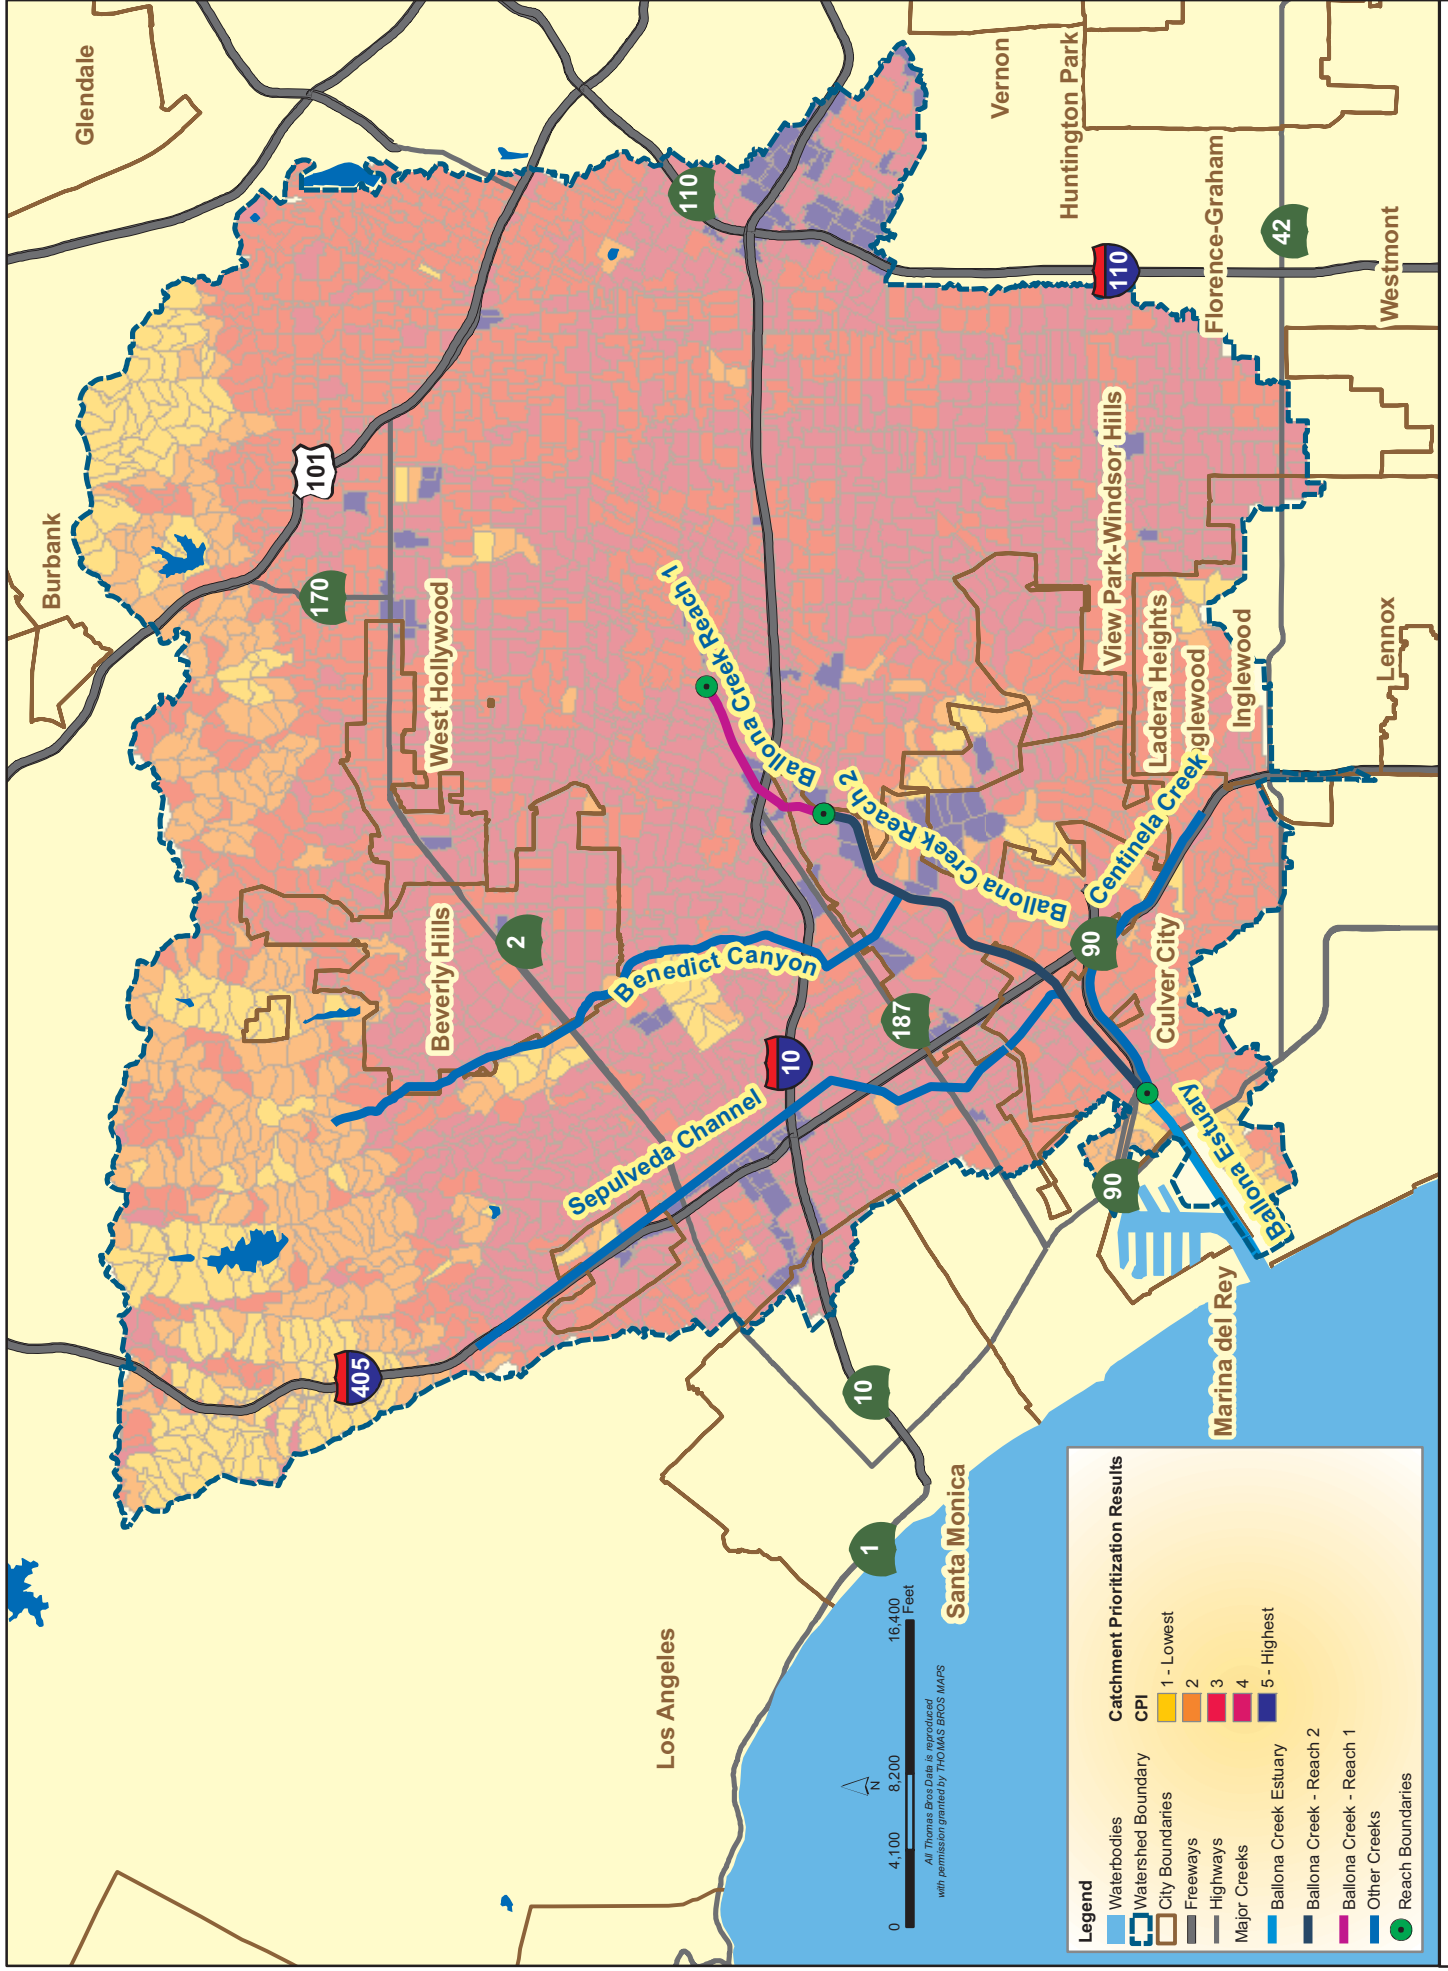 Glendale
Burbank
Vernon
Huntington Park
Florence-Graham
Westmont
Lennox
110
110
42
101
170
West Hollywood
Beverly Hills
2
Ballona Creek Reach 1
Ballona Creek Reach 2
View Park-Windsor Hills
Ladera Heights
glewood
Inglewood
Centinela Creek
Culver City
90
187
Benedict Canyon
10
Sepulveda Channel
405
Ballona Estuary
90
Marina del Rey
10
1
Santa Monica
Los Angeles
N
0
4,100
8,200
16,400
Feet
All Thomas Bros Data is reproduced
with permission granted by THOMAS BROS MAPS
Legend
Waterbodies
Watershed Boundary
City Boundaries
Freeways
Highways
Major Creeks
Ballona Creek Estuary
Ballona Creek - Reach 2
Ballona Creek - Reach 1
Other Creeks
Reach Boundaries
Catchment Prioritization Results
CPI
1 - Lowest
2
3
4
5 - Highest